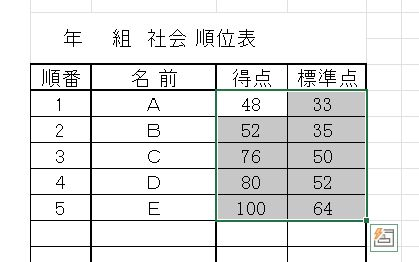 年 組 社会 順位表
順番 名 前 得点 標準点
1 A 48 33
2 B 52 35
3 C 76 50
4 D 80 52
5 E 100 64